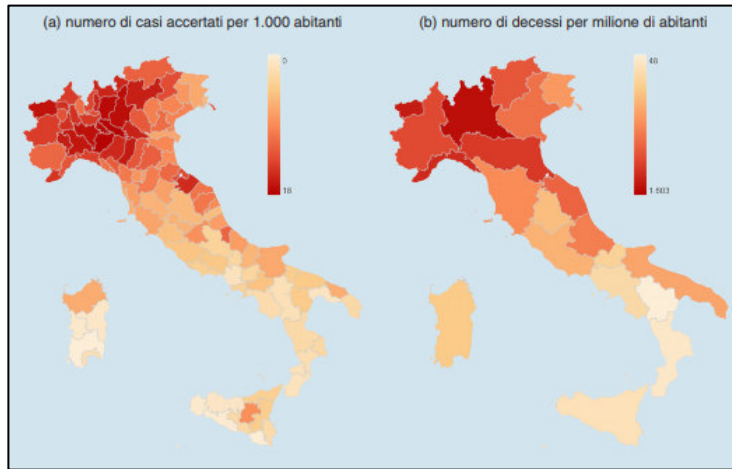 (a) numero di casi accertati per 1.000 abitanti
(b) numero di decessi per milione di abitanti
0
18
48
1.603